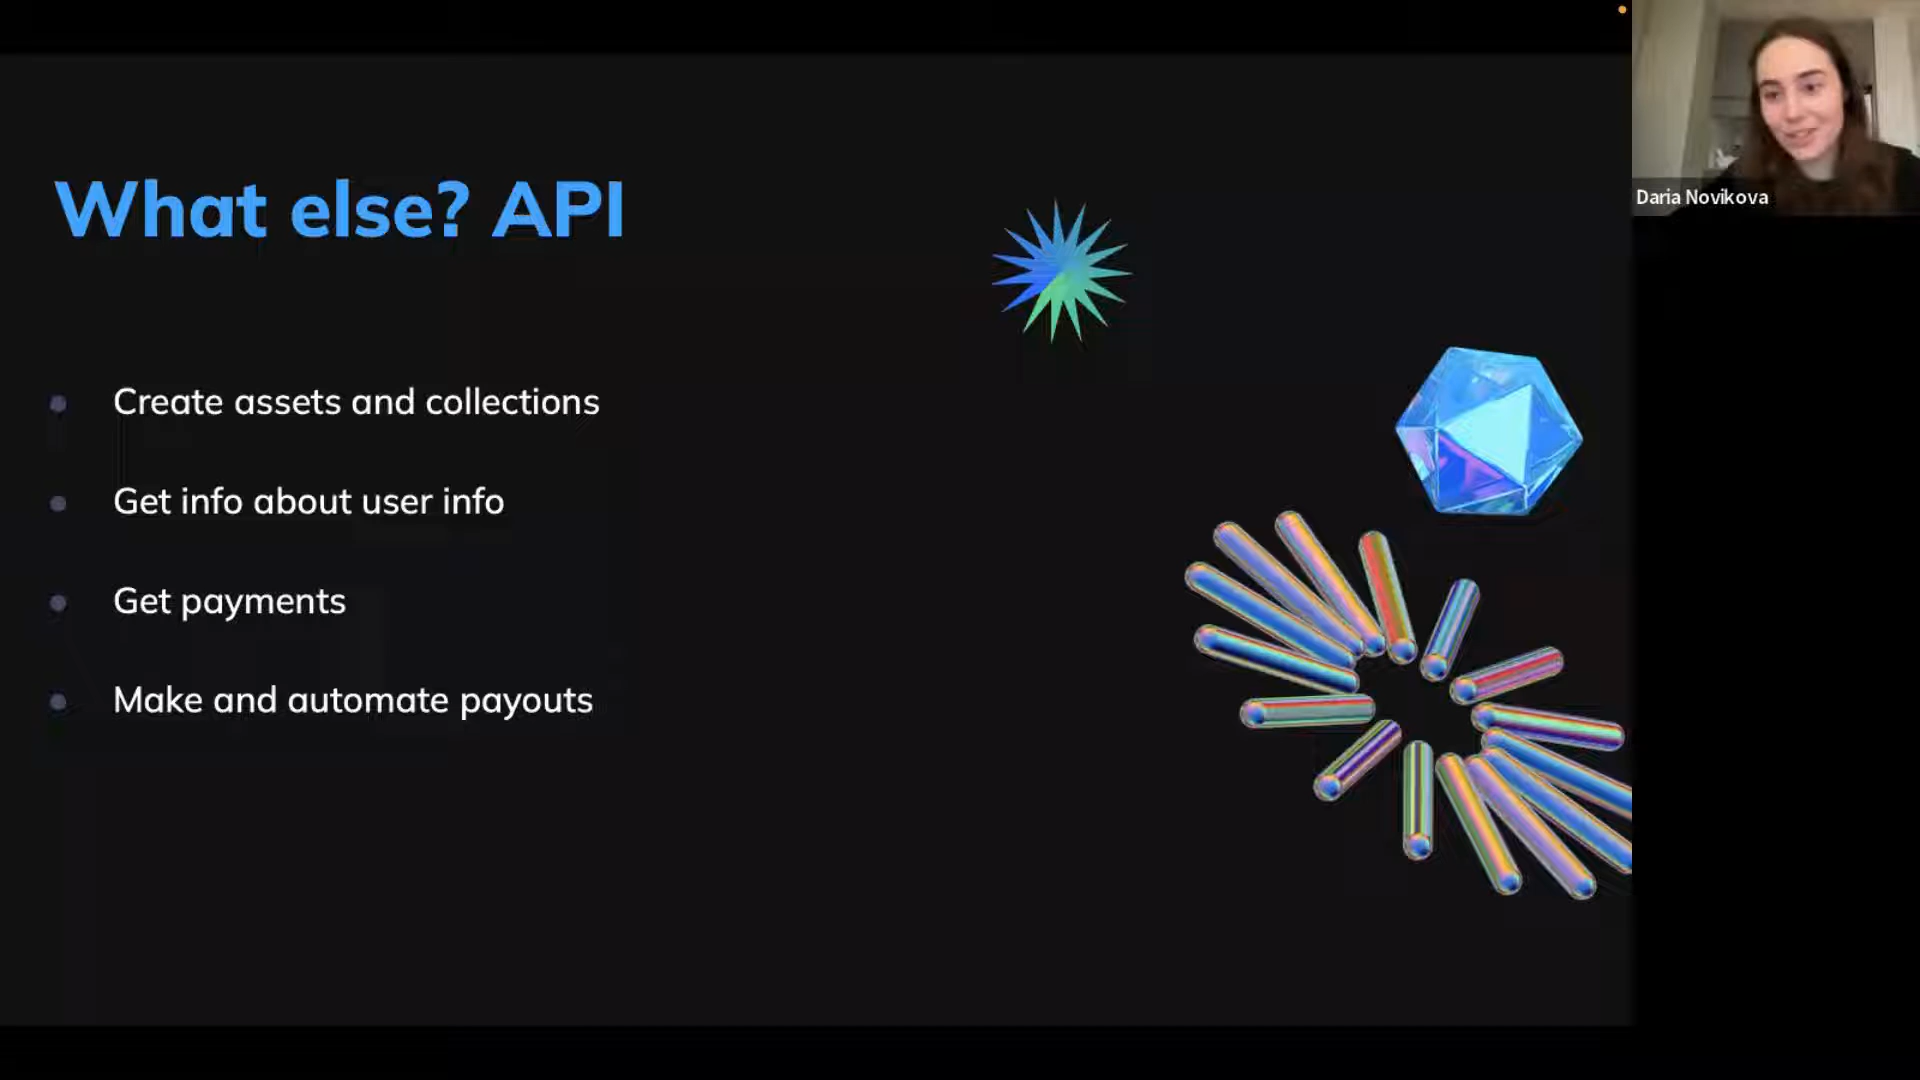 What else? API
Create assets and collections
Get info about user info
Get payments
Make and automate payouts
Daria Novikova